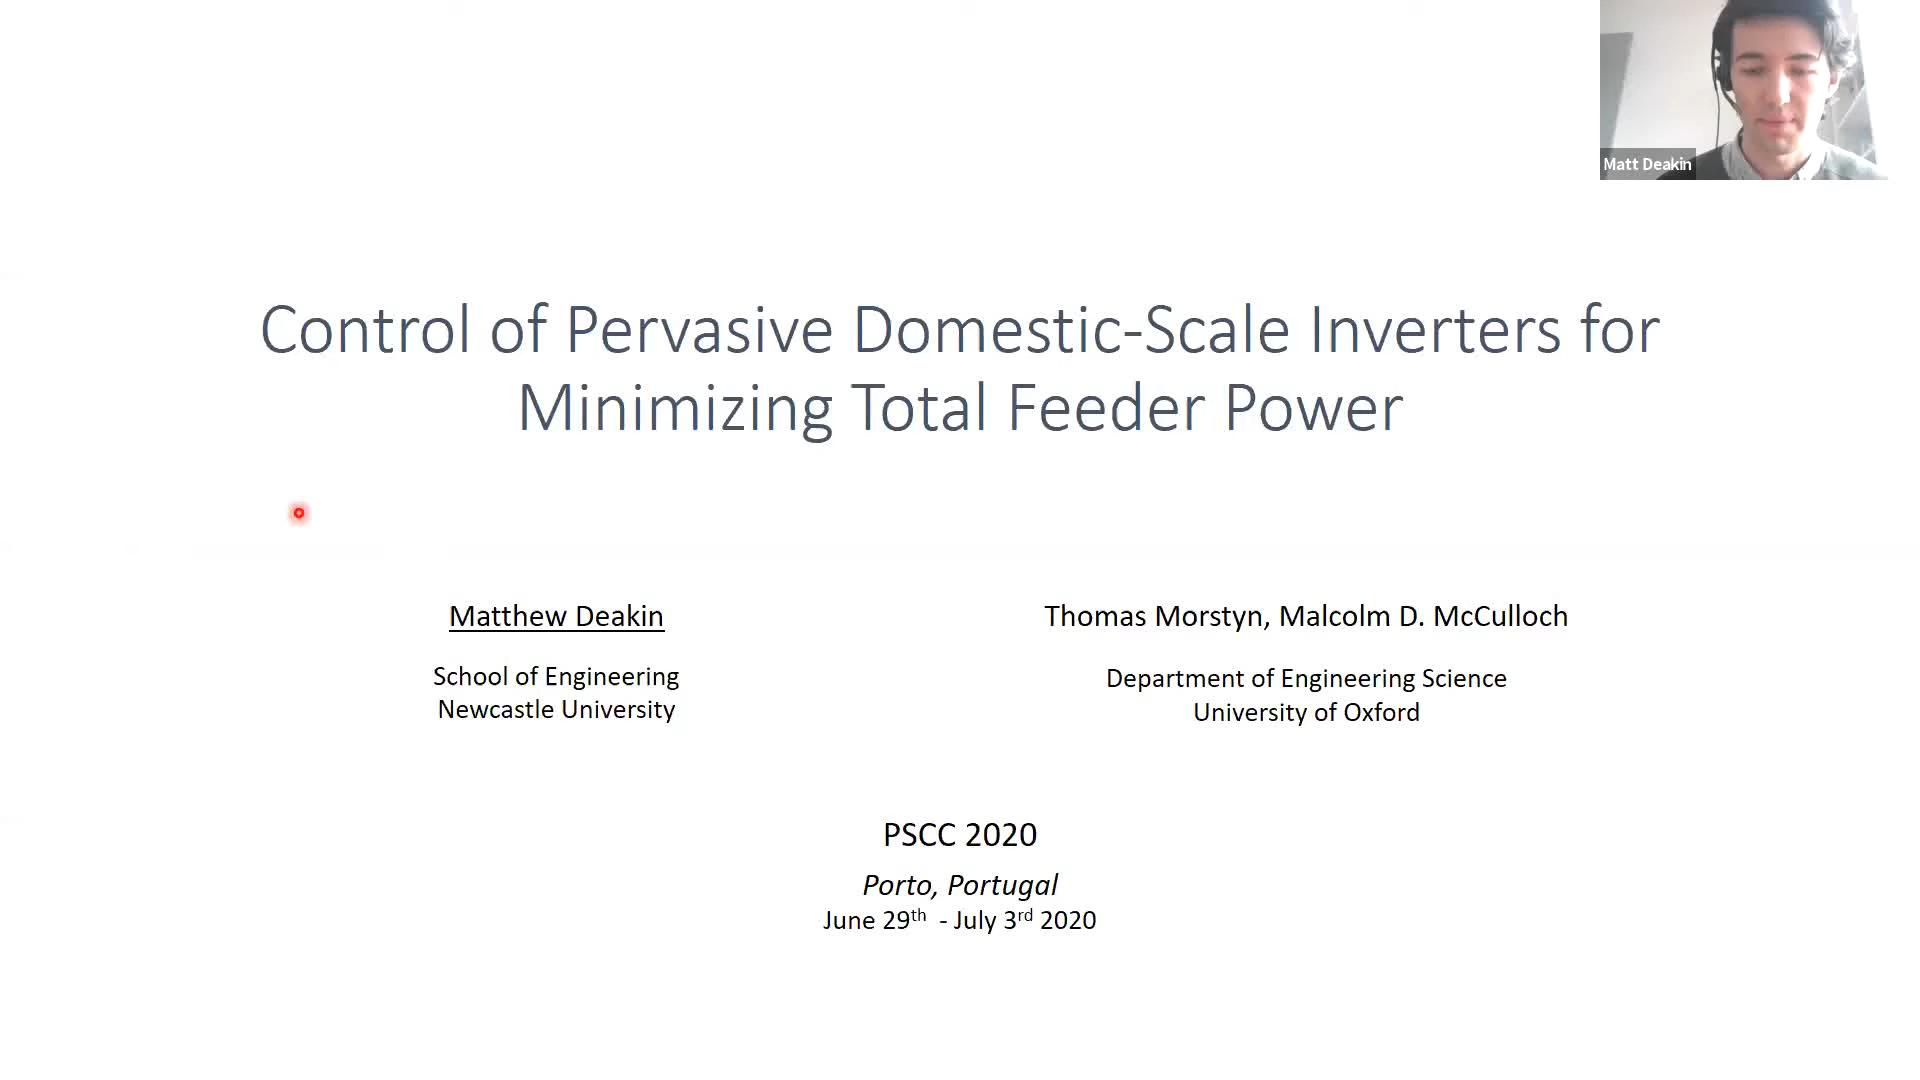 Matt Deakin
Control of Pervasive Domestic-Scale Inverters for
Minimizing Total Feeder Power
Matthew Deakin
School of Engineering
Newcastle University
Thomas Morstyn, Malcolm D. McCulloch
Department of Engineering Science
University of Oxford
PSCC 2020
Porto, Portugal
June 29th - July 3rd 2020